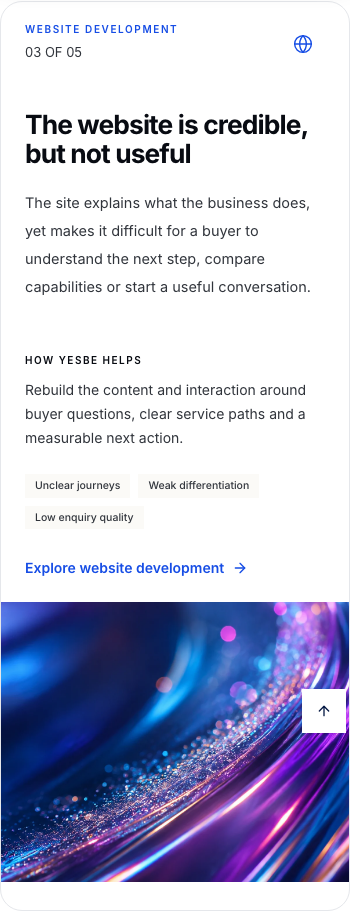 WEBSITE DEVELOPMENT
03 OF 05
The website is credible,
but not useful
The site explains what the business does,
yet makes it difficult for a buyer to
understand the next step, compare
capabilities or start a useful conversation.
HOW YESBE HELPS
Rebuild the content and interaction around
buyer questions, clear service paths and a
measurable next action.
Unclear journeys
Weak differentiation
Low enquiry quality
Explore website development →